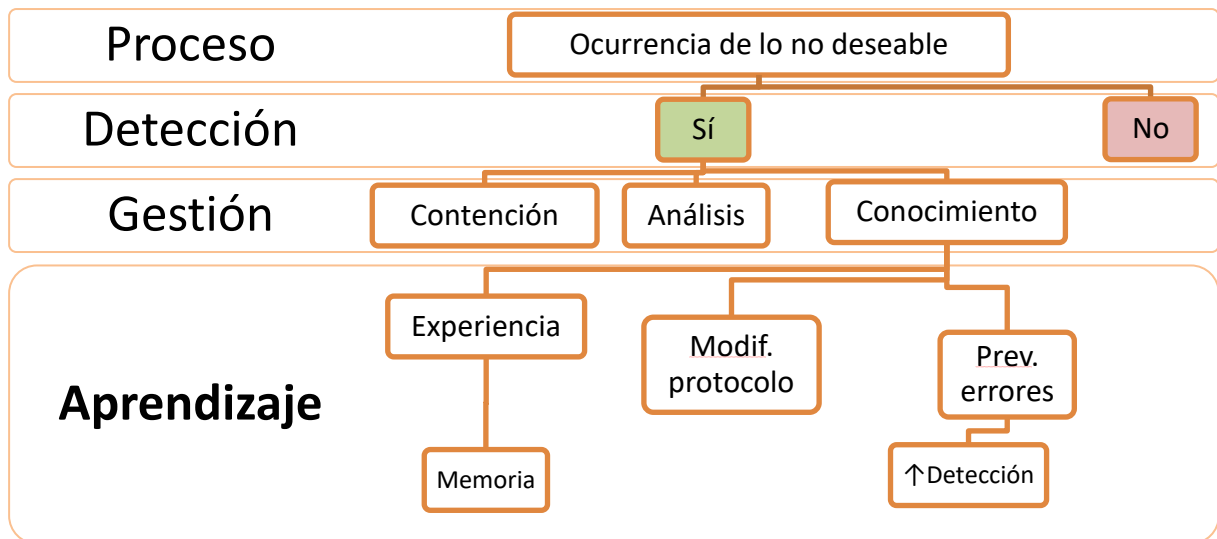 Proceso
Ocurrencia de lo no deseable
Detección
Sí
No
Gestión
Contención
Análisis
Conocimiento
Aprendizaje
Experiencia
Modif.
protocolo
Prev.
errores
Memoria
↑Detección